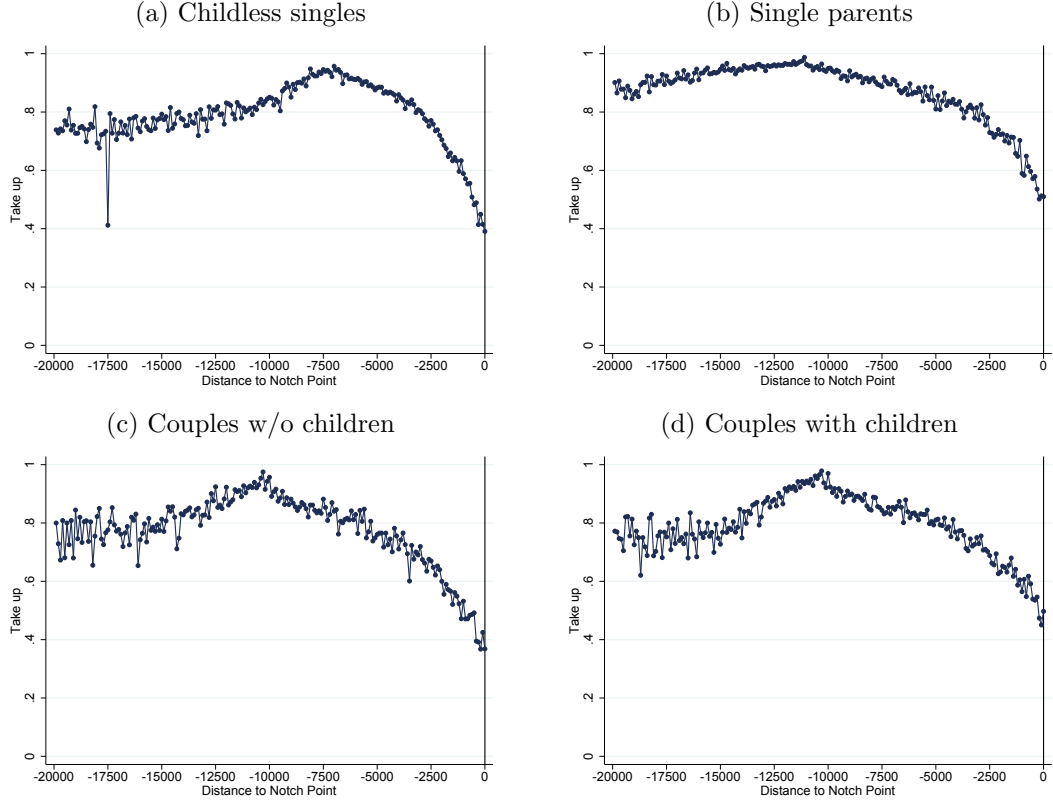 (a) Childless singles
(b) Single parents
Take up
0 .2 .4 .6 .8 1
-20000 -17500 -15000 -12500 -10000 -7500 -5000 -2500 0
Distance to Notch Point
Take up
0 .2 .4 .6 .8 1
-20000 -17500 -15000 -12500 -10000 -7500 -5000 -2500 0
Distance to Notch Point
(c) Couples w/o children
(d) Couples with children
Take up
0 .2 .4 .6 .8 1
-20000 -17500 -15000 -12500 -10000 -7500 -5000 -2500 0
Distance to Notch Point
Take up
0 .2 .4 .6 .8 1
-20000 -17500 -15000 -12500 -10000 -7500 -5000 -2500 0
Distance to Notch Point